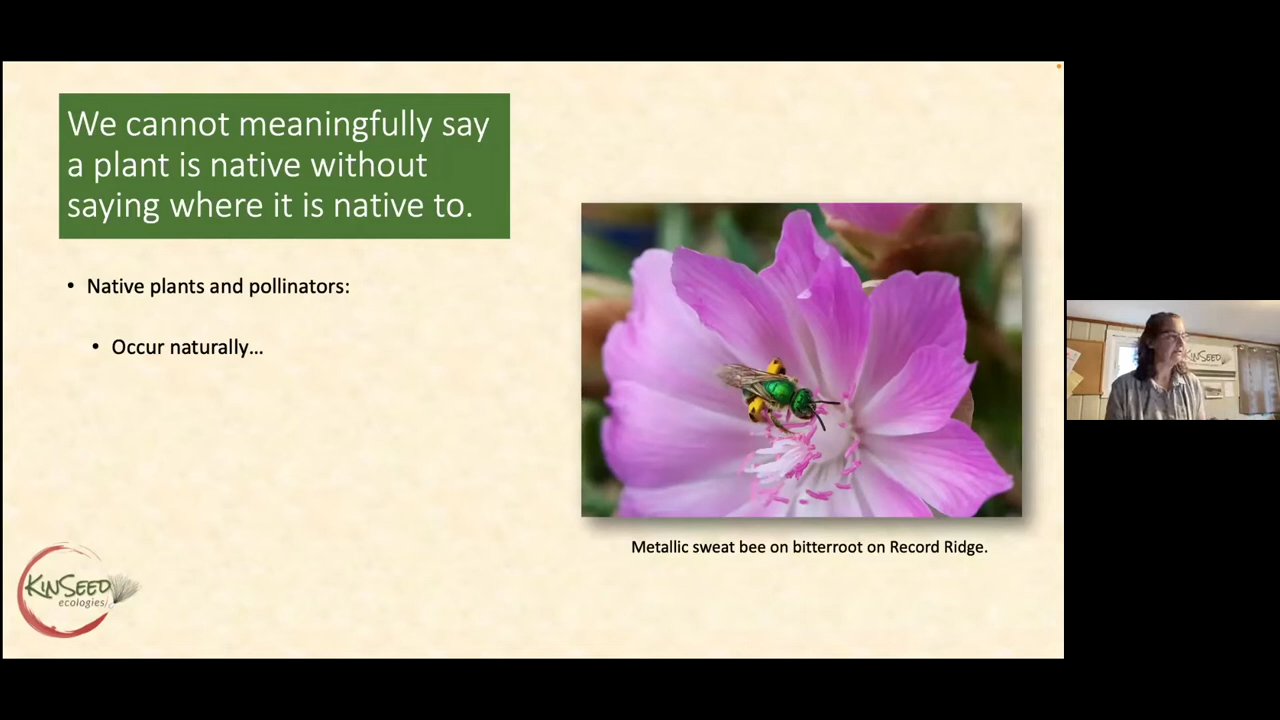 We cannot meaningfully say
a plant is native without
saying where it is native to.
• Native plants and pollinators:
• Occur naturally...
Metallic sweat bee on bitterroot on Record Ridge.
KINSEED
ecologies
KINSEED